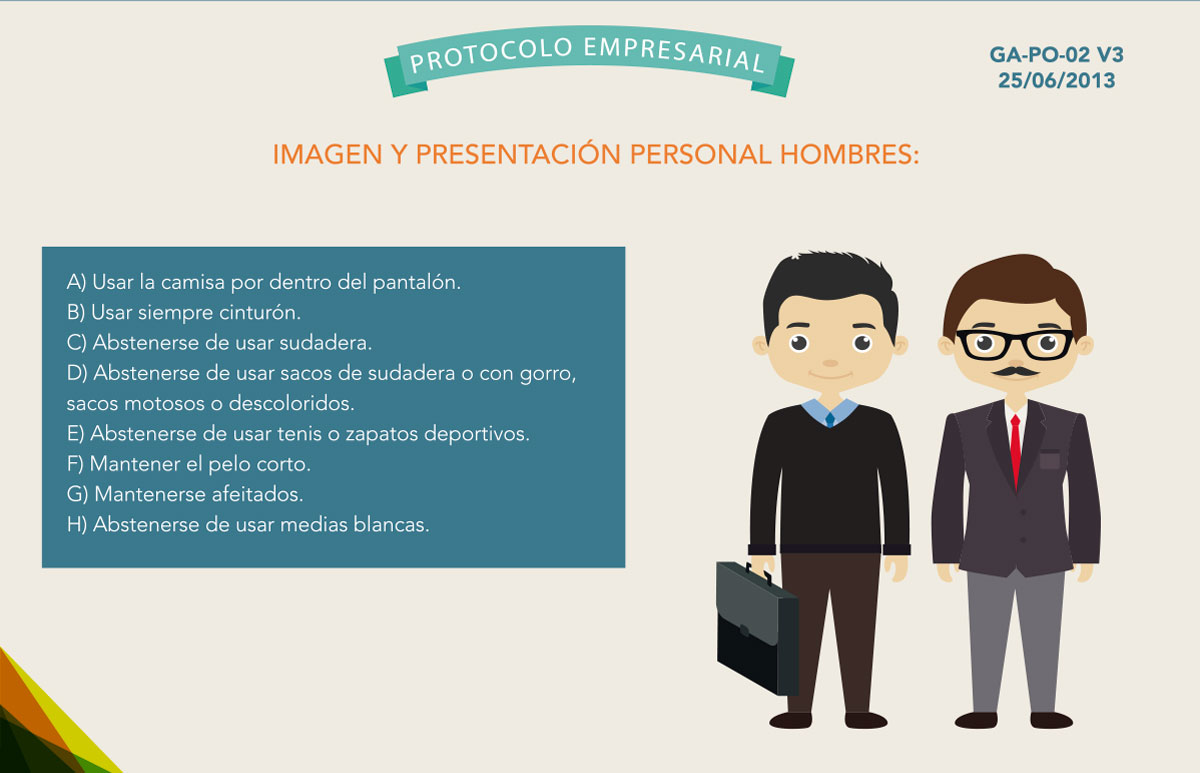 PROTOCOLO EMPRESARIAL
GA-PO-02 V3
25/06/2013
IMAGEN Y PRESENTACIÓN PERSONAL HOMBRES:
A) Usar la camisa por dentro del pantalón.
B) Usar siempre cinturón.
C) Abstenerse de usar sudadera.
D) Abstenerse de usar sacos de sudadera o con gorro,
sacos motosos o descoloridos.
E) Abstenerse de usar tenis o zapatos deportivos.
F) Mantener el pelo corto.
G) Mantenerse afeitados.
H) Abstenerse de usar medias blancas.